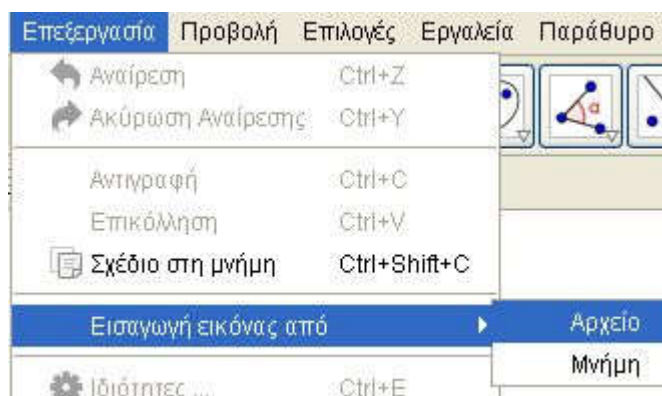 Επεξεργασία Προβολή Επιλογές Εργαλεία Παράθυρο
Αναίρεση Ctrl+Z
Ακύρωση Αναίρεσης Ctrl+Y
α
Αντιγραφή Ctrl+C
Επικόλληση Ctrl+V
Σχέδιο στη μνήμη Ctrl+Shift+C
Εισαγωγή εικόνας από Αρχείο
Μνήμη
Ιδιότητες ... Ctrl+E